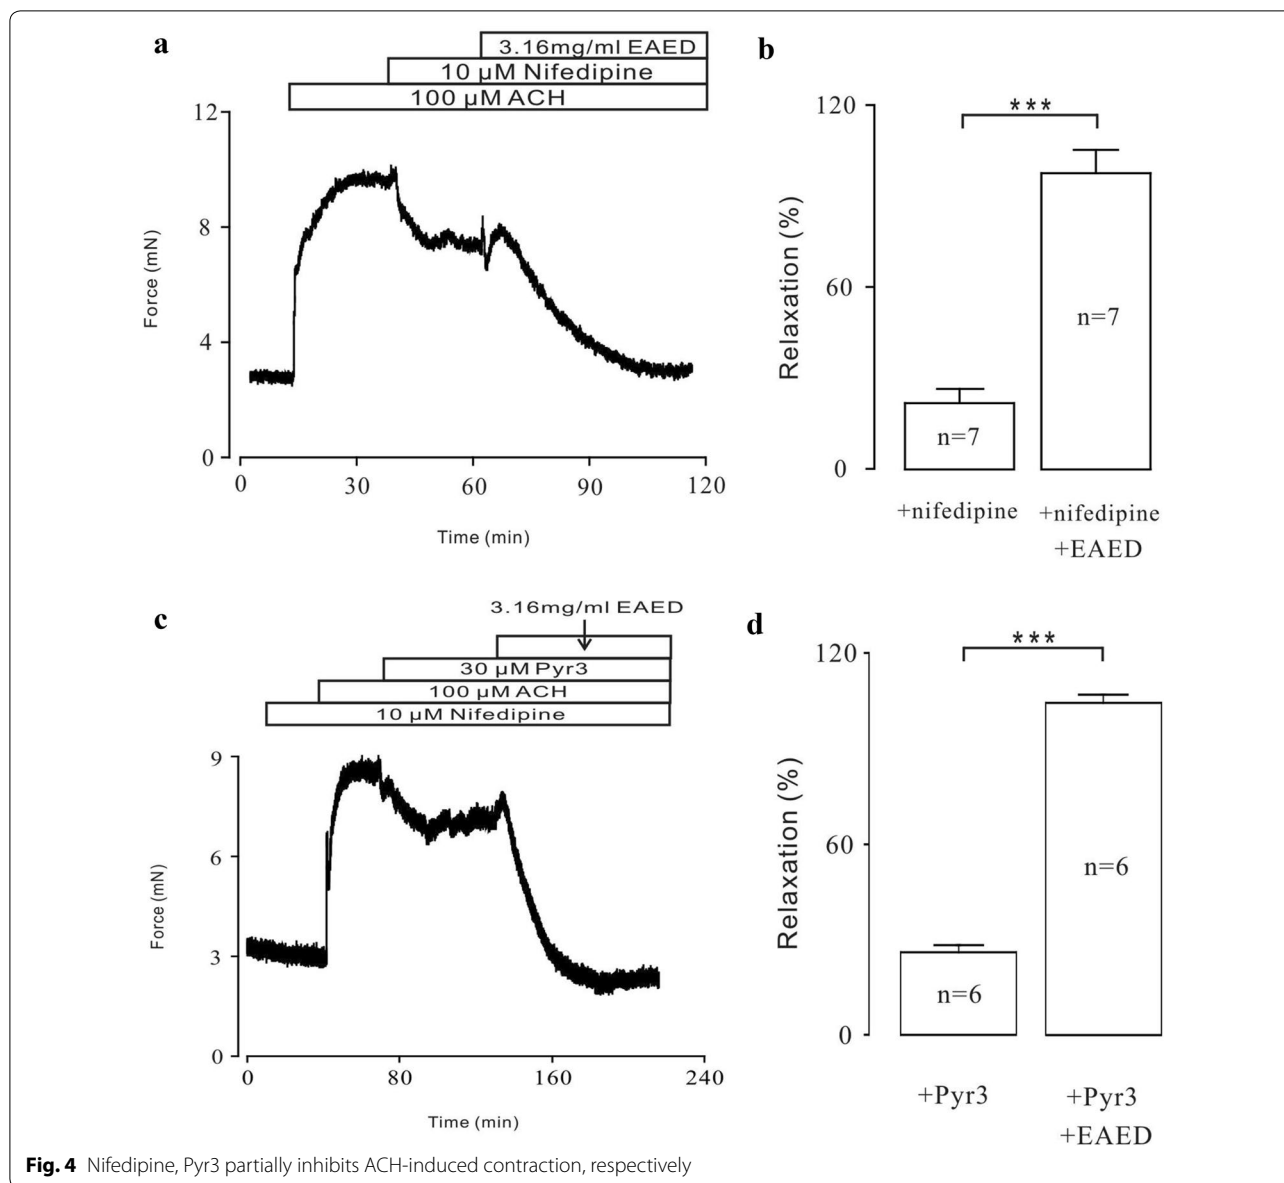 a
3.16mg/ml EAED
10 µM Nifedipine
100 µM ACH
12
8
4
0
Force (mN)
0 30 60 90 120
Time (min)
b
120
60
0
Relaxation (%)
***
n=7
n=7
+nifedipine
+nifedipine
+EAED
c
3.16mg/ml EAED
30 µM Pyr3
100 µM ACH
10 µM Nifedipine
9
6
3
0
Force (mN)
0 80 160 240
Time (min)
d
120
60
0
Relaxation (%)
***
n=6
n=6
+Pyr3
+Pyr3
+EAED
Fig. 4 Nifedipine, Pyr3 partially inhibits ACH-induced contraction, respectively